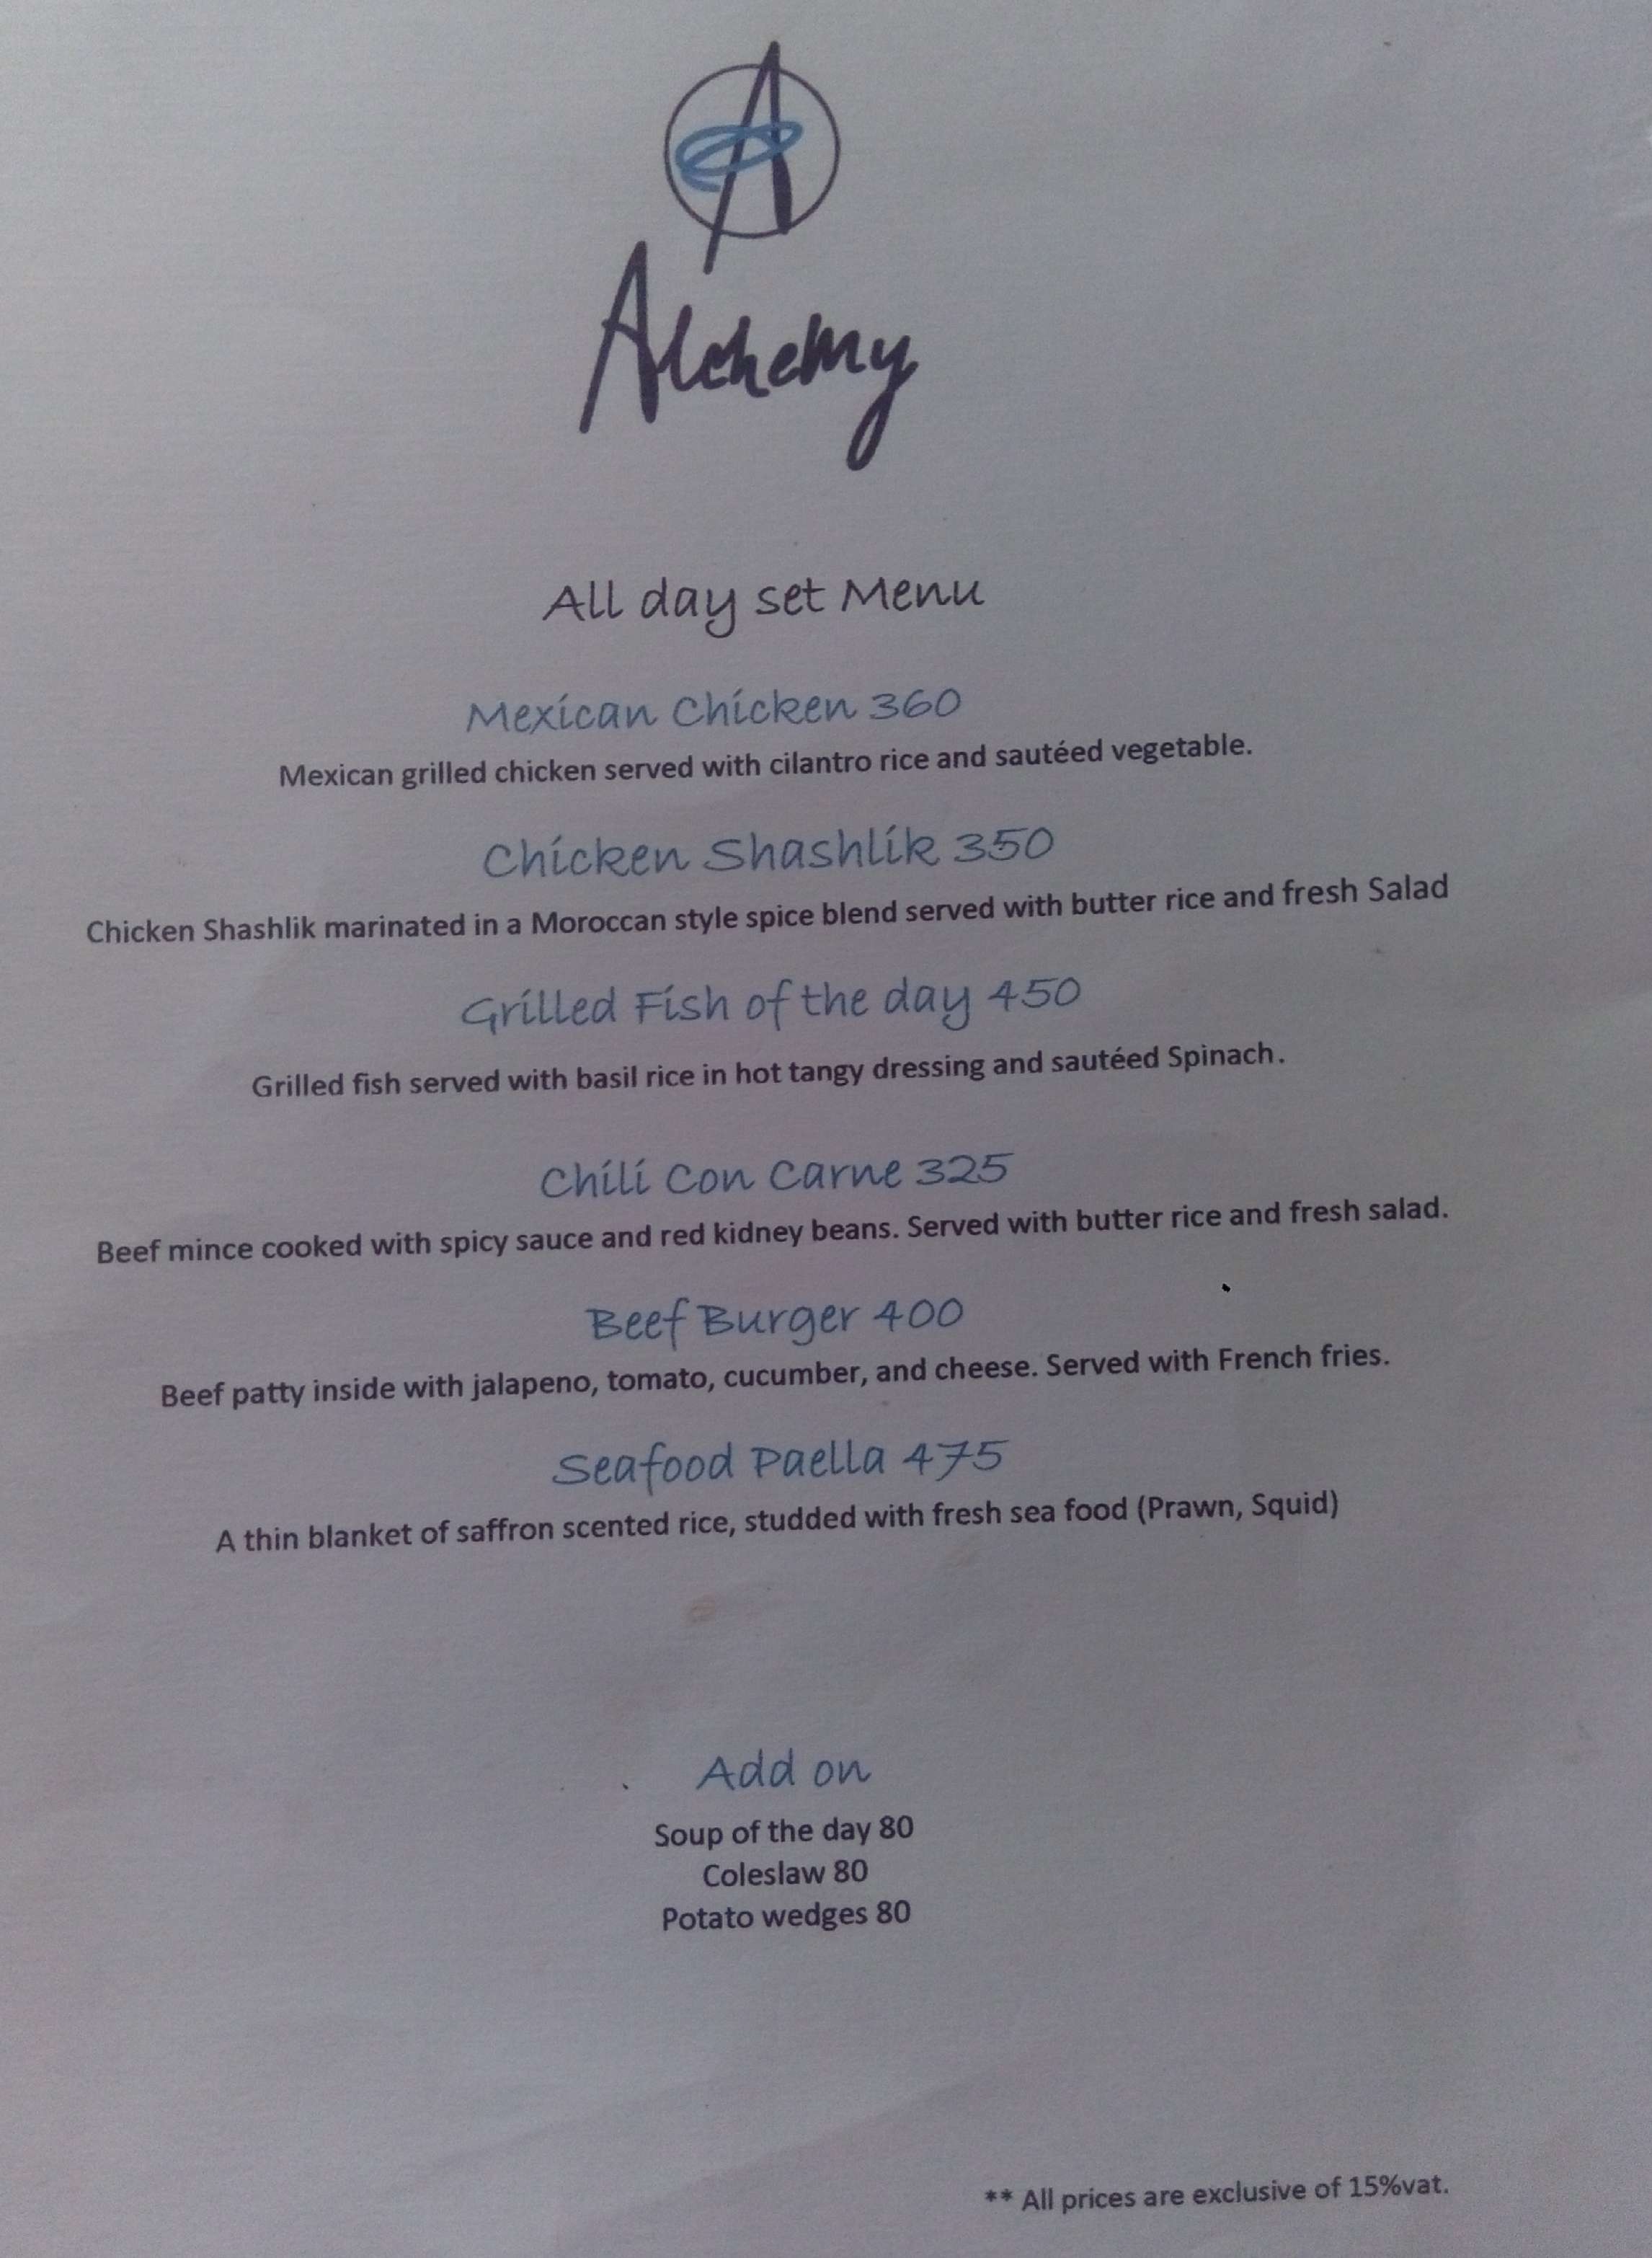 A
Alchemy
All day set Menu
Mexican Chicken 360
Mexican grilled chicken served with cilantro rice and sautéed vegetable.
Chicken Shashlik 350
Chicken Shashlik marinated in a Moroccan style spice blend served with butter rice and fresh Salad
Grilled Fish of the day 450
Grilled fish served with basil rice in hot tangy dressing and sautéed Spinach.
Chili Con Carne 325
Beef mince cooked with spicy sauce and red kidney beans. Served with butter rice and fresh salad.
Beef Burger 400
Beef patty inside with jalapeno, tomato, cucumber, and cheese. Served with French fries.
Seafood Paella 475
A thin blanket of saffron scented rice, studded with fresh sea food (Prawn, Squid)
Add on
Soup of the day 80
Coleslaw 80
Potato wedges 80
** All prices are exclusive of 15%vat.